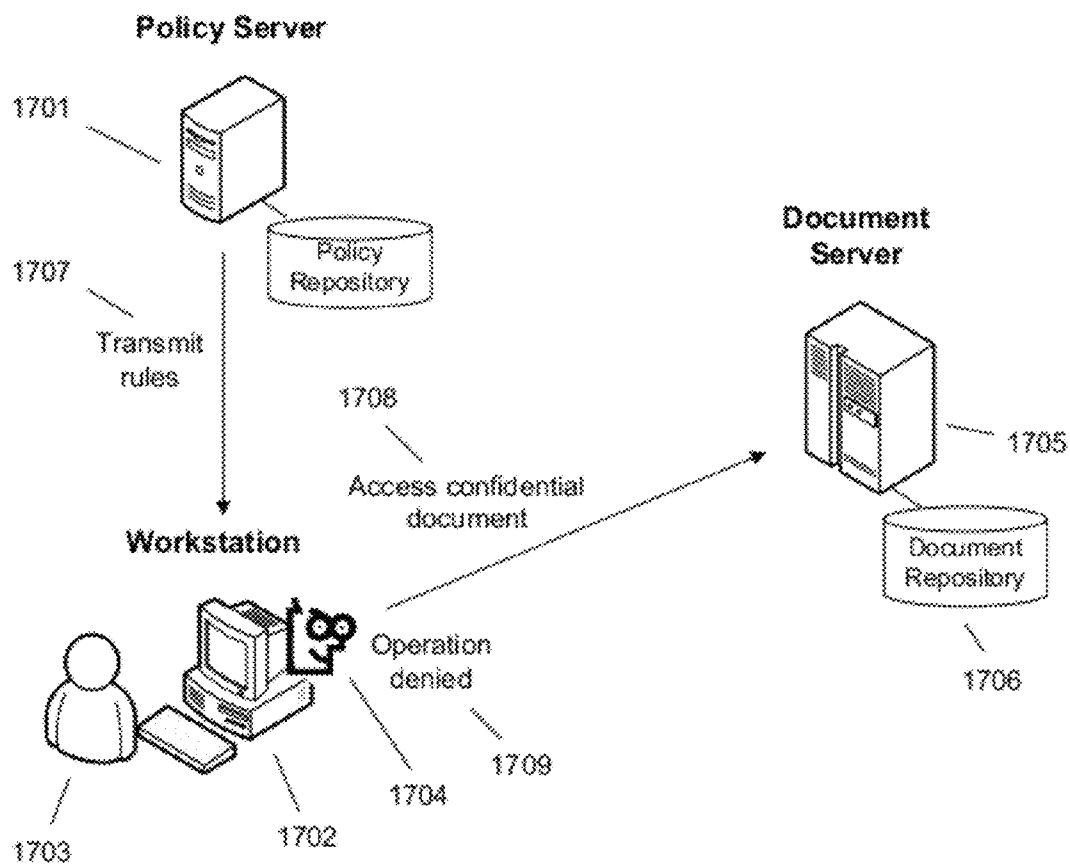 Policy Server
1701
Policy
Repository
Document
Server
1707
Transmit
rules
1708
1705
Access confidential
document
Workstation
Document
Repository
Operation
denied
1706
1709
1704
1702
1703